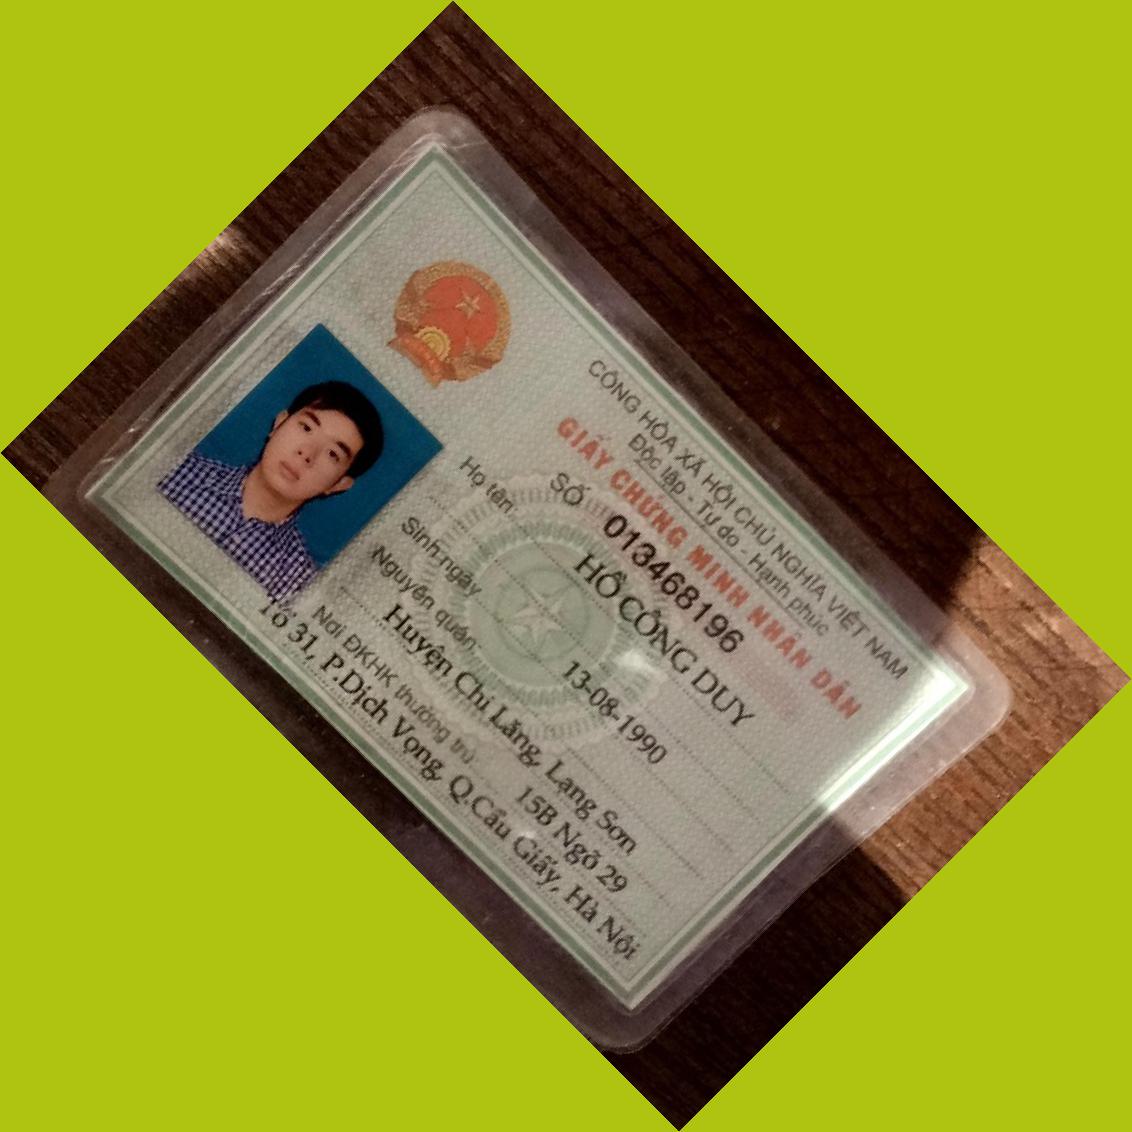 CỘNG HÒA XÃ HỘI CHỦ NGHĨA VIỆT NAM
Độc lập - Tự do - Hạnh phúc
GIẤY CHỨNG MINH NHÂN DÂN
SỐ 013468196
Họ tên HỒ CÔNG DUY
Sinh ngày 13-08-1990
Nguyên quán
Huyện Chi Lăng, Lạng Sơn
Nơi ĐKHK thường trú 15B Ngõ 29
Tổ 31, P.Dịch Vọng, Q.Cầu Giấy, Hà Nội